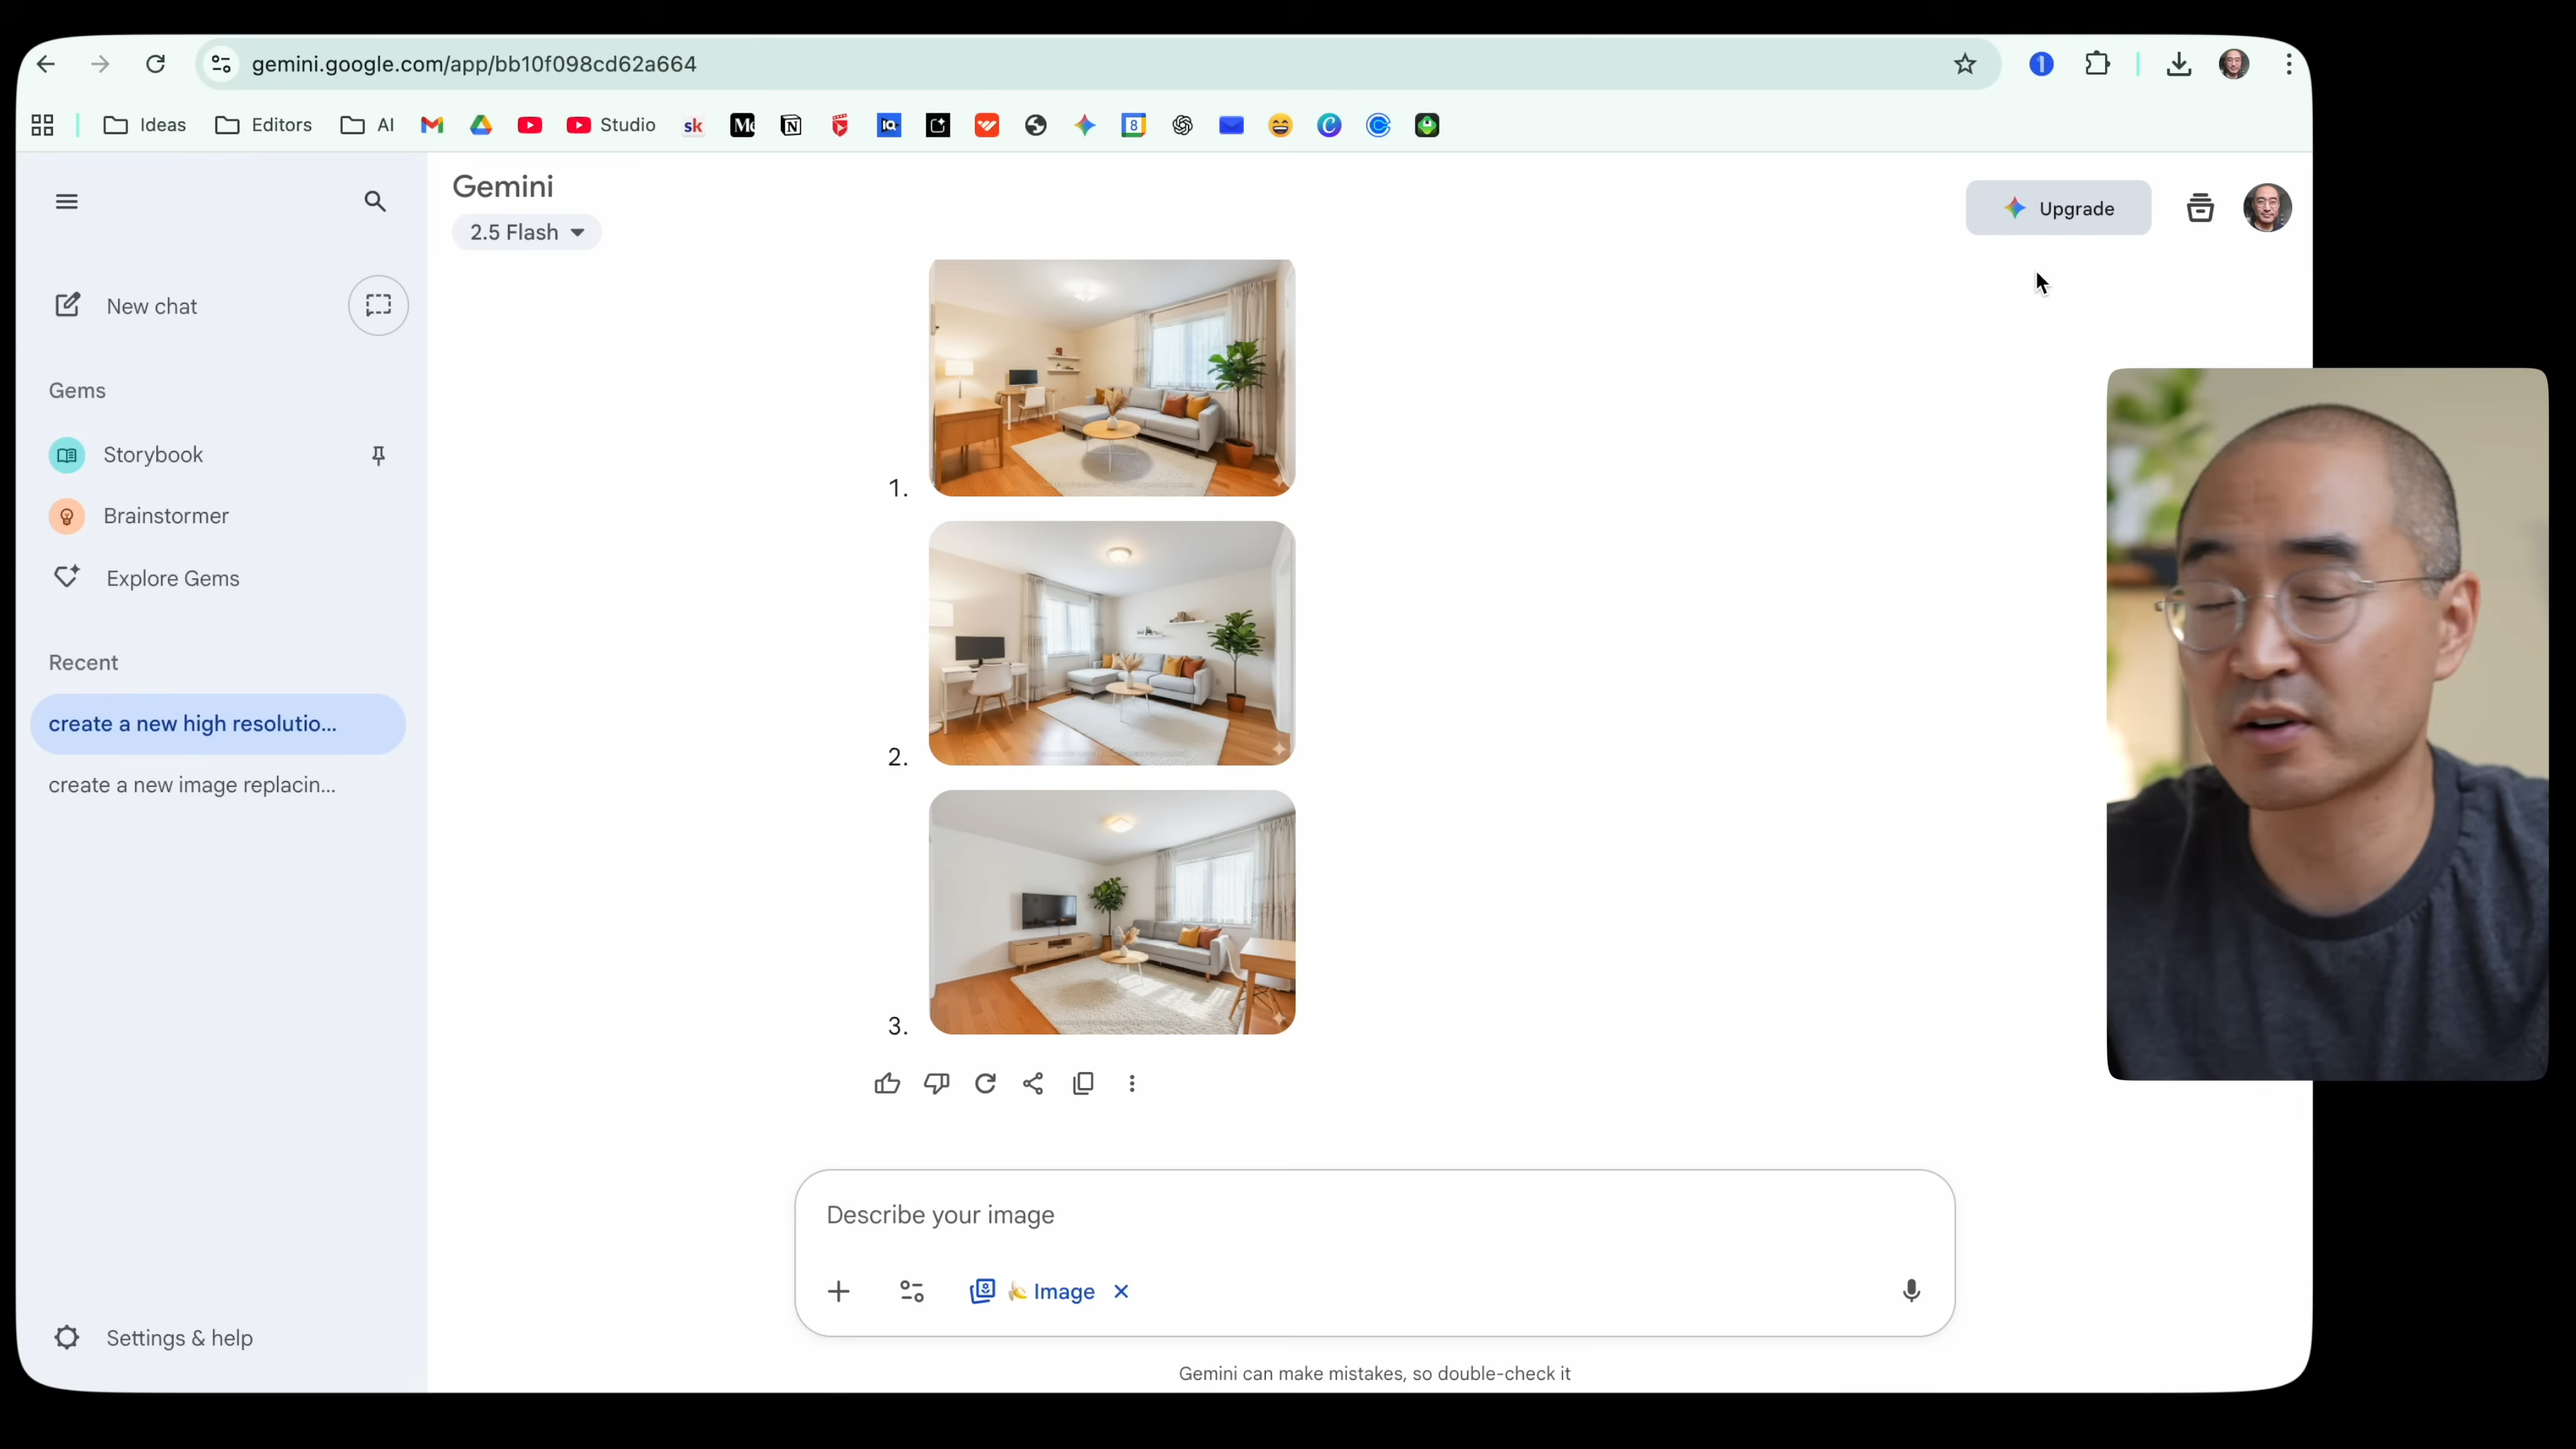 gemini.google.com/app/bb10f098cd62a664
Ideas
Editors
AI
Studio
sk
8
Gemini
2.5 Flash
Upgrade
New chat
Gems
Storybook
Brainstormer
Explore Gems
Recent
create a new high resolutio...
create a new image replacin...
Settings & help
1.
2.
3.
Describe your image
Image
Gemini can make mistakes, so double-check it